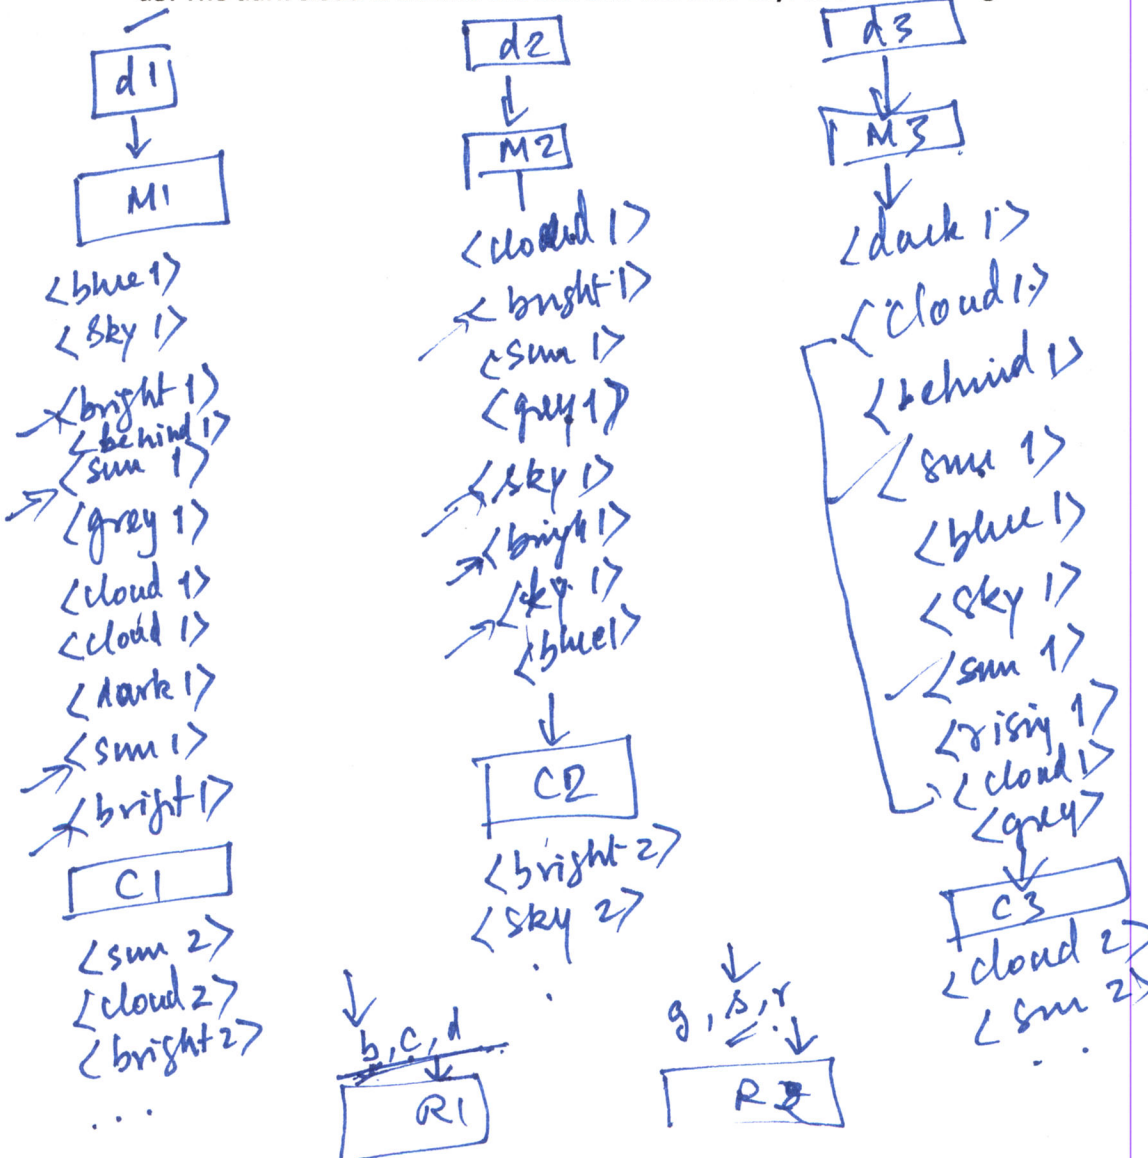 d1
M1
<blue 1>
<sky 1>
<bright 1>
<behind 1>
<sun 1>
<grey 1>
<cloud 1>
<cloud 1>
<dark 1>
<sun 1>
<bright 1>
C1
<sun 2>
<cloud 2>
<bright 2>
...
d2
M2
<cloud 1>
<bright 1>
<sun 1>
<grey 1>
<sky 1>
<brigh 1>
<sky 1>
<blue 1>
C2
<bright 2>
<sky 2>
d3
M3
<dark 1>
<cloud 1>
<behind 1>
<sun 1>
<blue 1>
<sky 1>
<sun 1>
<risig 1>
<cloud 1>
<grey>
C3
<cloud 2>
<sun 2>
b, c, d
R1
g, s, r
R2